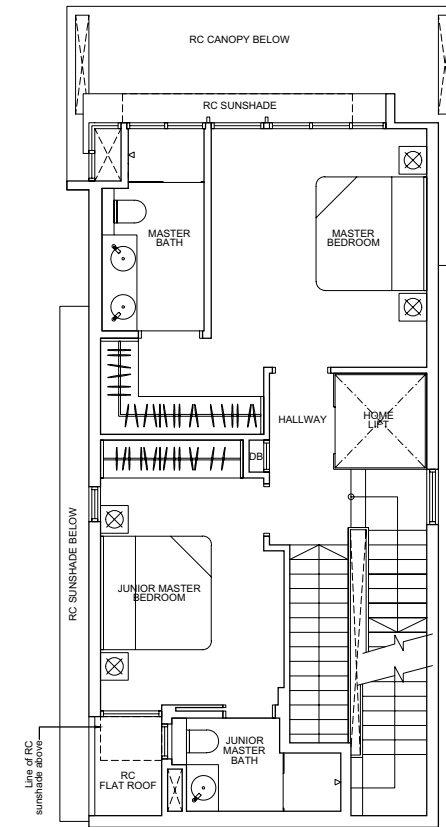 RC CANOPY BELOW
RC SUNSHADE
MASTER
BATH
MASTER
BEDROOM
HALLWAY
HOME
LIFT
DB
RC SUNSHADE BELOW
JUNIOR MASTER
BEDROOM
Line of RC
sunshade above
RC
FLAT ROOF
JUNIOR
MASTER
BATH